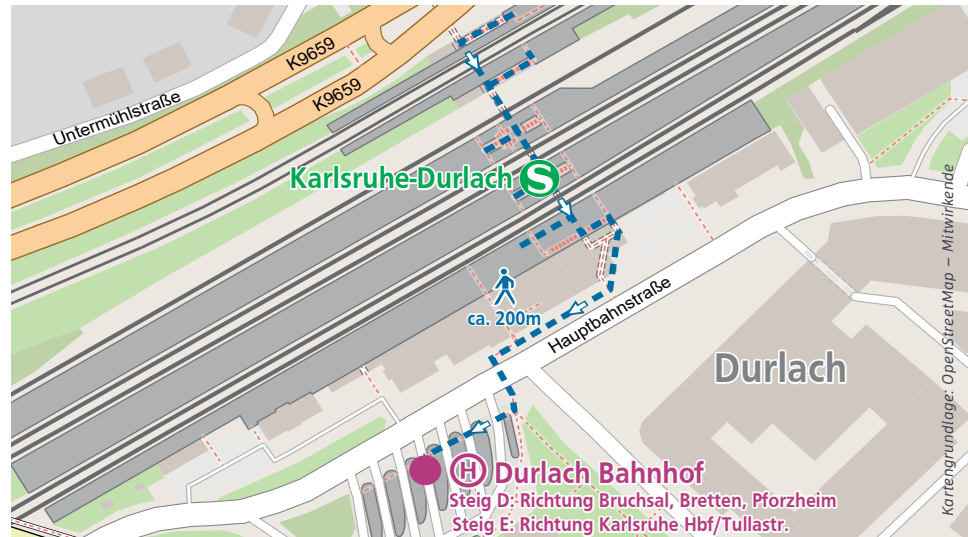 K9659
K9659
Untermühlstraße
Karlsruhe-Durlach S
ca. 200m
Hauptbahnstraße
Durlach
H Durlach Bahnhof
Steig D: Richtung Bruchsal, Bretten, Pforzheim
Steig E: Richtung Karlsruhe Hbf/Tullastr.
Kartengrundlage: OpenStreetMap – Mitwirkende